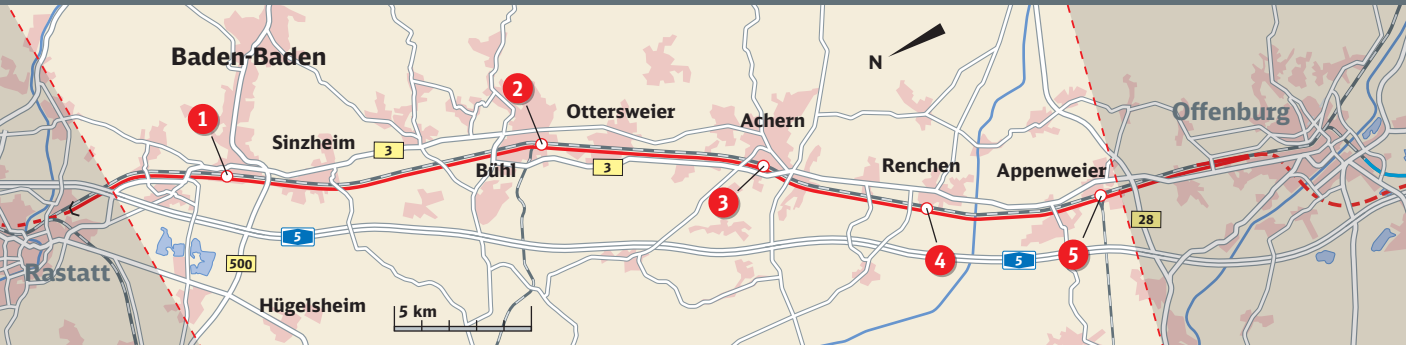 Baden-Baden
N
2
Ottersweier
Offenburg
1
Achern
Sinzheim
3
Renchen
Bühl
3
Appenweier
3
28
5
500
4
5
5
Rastatt
Hügelsheim
5 km